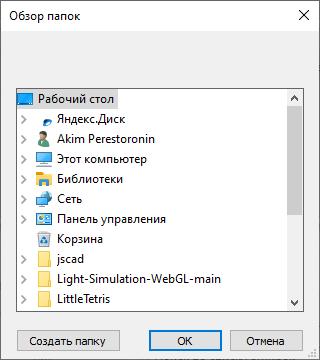 Обзор папок
Рабочий стол
Яндекс.Диск
Akim Perestoronin
Этот компьютер
Библиотеки
Сеть
Панель управления
Корзина
jscad
Light-Simulation-WebGL-main
LittleTetris
Создать папку
ОК
Отмена